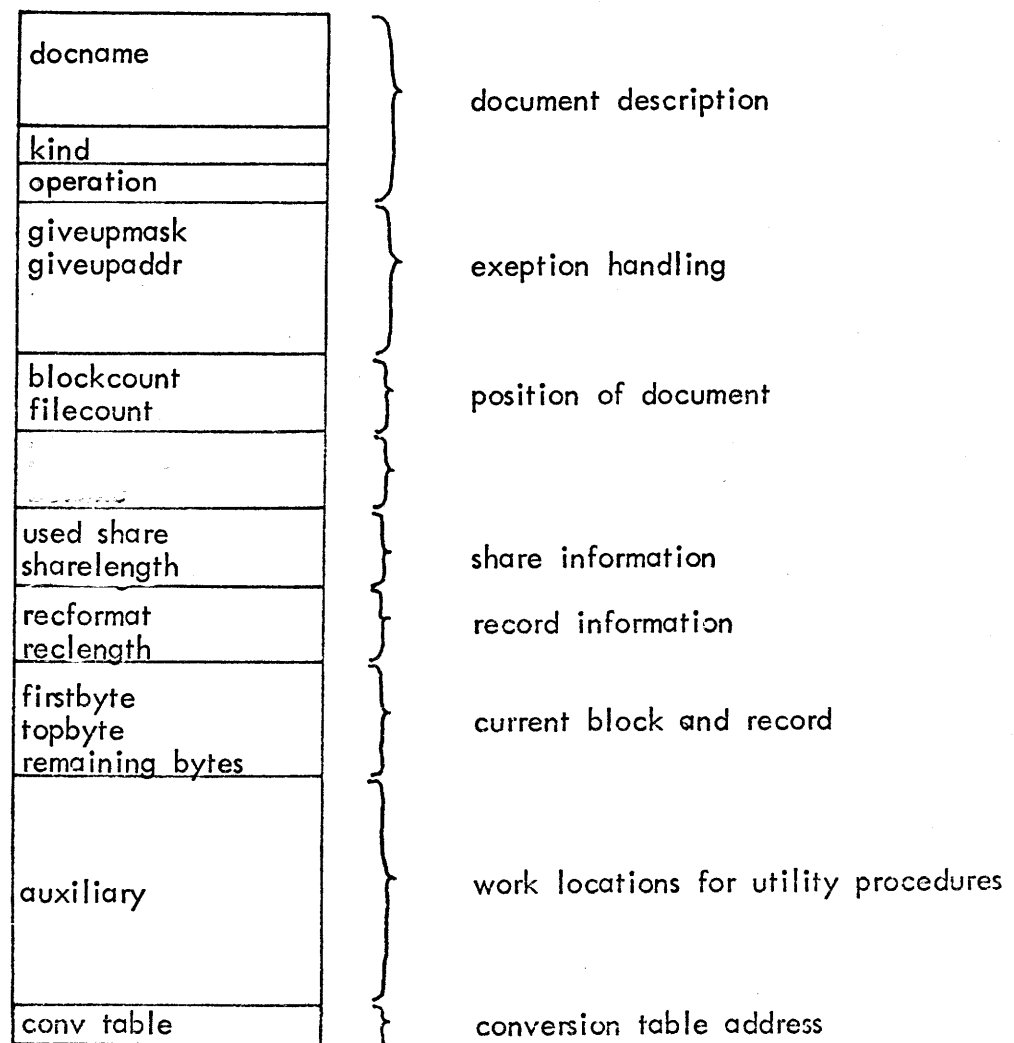 docname
document description
kind
operation
giveupmask
giveupaddr
exeption handling
blockcount
filecount
position of document
used share
sharelength
share information
recformat
reclength
record information
firstbyte
topbyte
remaining bytes
current block and record
auxiliary
work locations for utility procedures
conv table
conversion table address